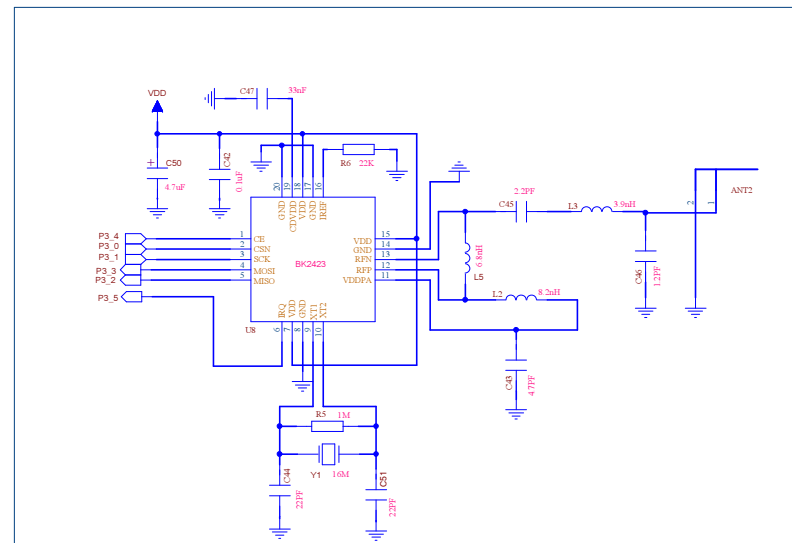 C47
33nF
VDD
+
C50
4.7uF
C42
0.1uF
R6
22K
20
19
18
17
16
GND
CDVDD
VDD
GND
IREF
P3_4
P3_0
P3_1
P3_3
P3_2
P3_5
1
2
3
4
5
CE
CSN
SCK
MOSI
MISO
BK2423
VDD
GND
RFN
RFP
VDDPA
15
14
13
12
11
U8
IRQ
VDD
GND
XT1
XT2
6
7
8
9
10
2.2PF
C45
L3
3.9nH
6.8nH
L5
L2
8.2nH
C46
1.2PF
2
1
ANT2
C43
4.7PF
R5
1M
Y1
16M
C44
22PF
C51
22PF